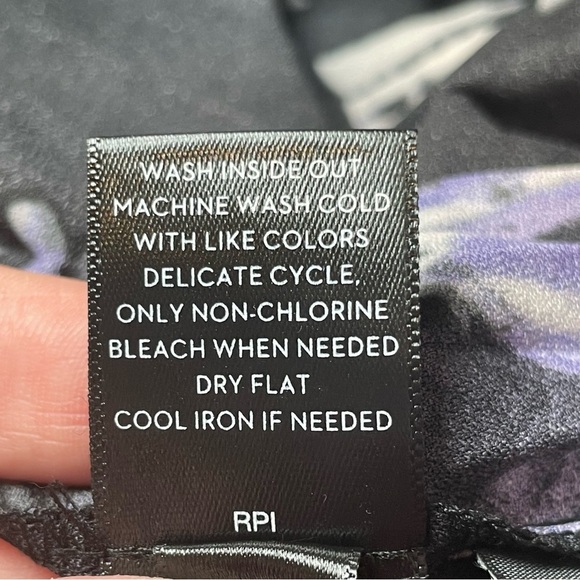 WASH INSIDE OUT
MACHINE WASH COLD
WITH LIKE COLORS
DELICATE CYCLE,
ONLY NON-CHLORINE
BLEACH WHEN NEEDED
DRY FLAT
COOL IRON IF NEEDED
RPI